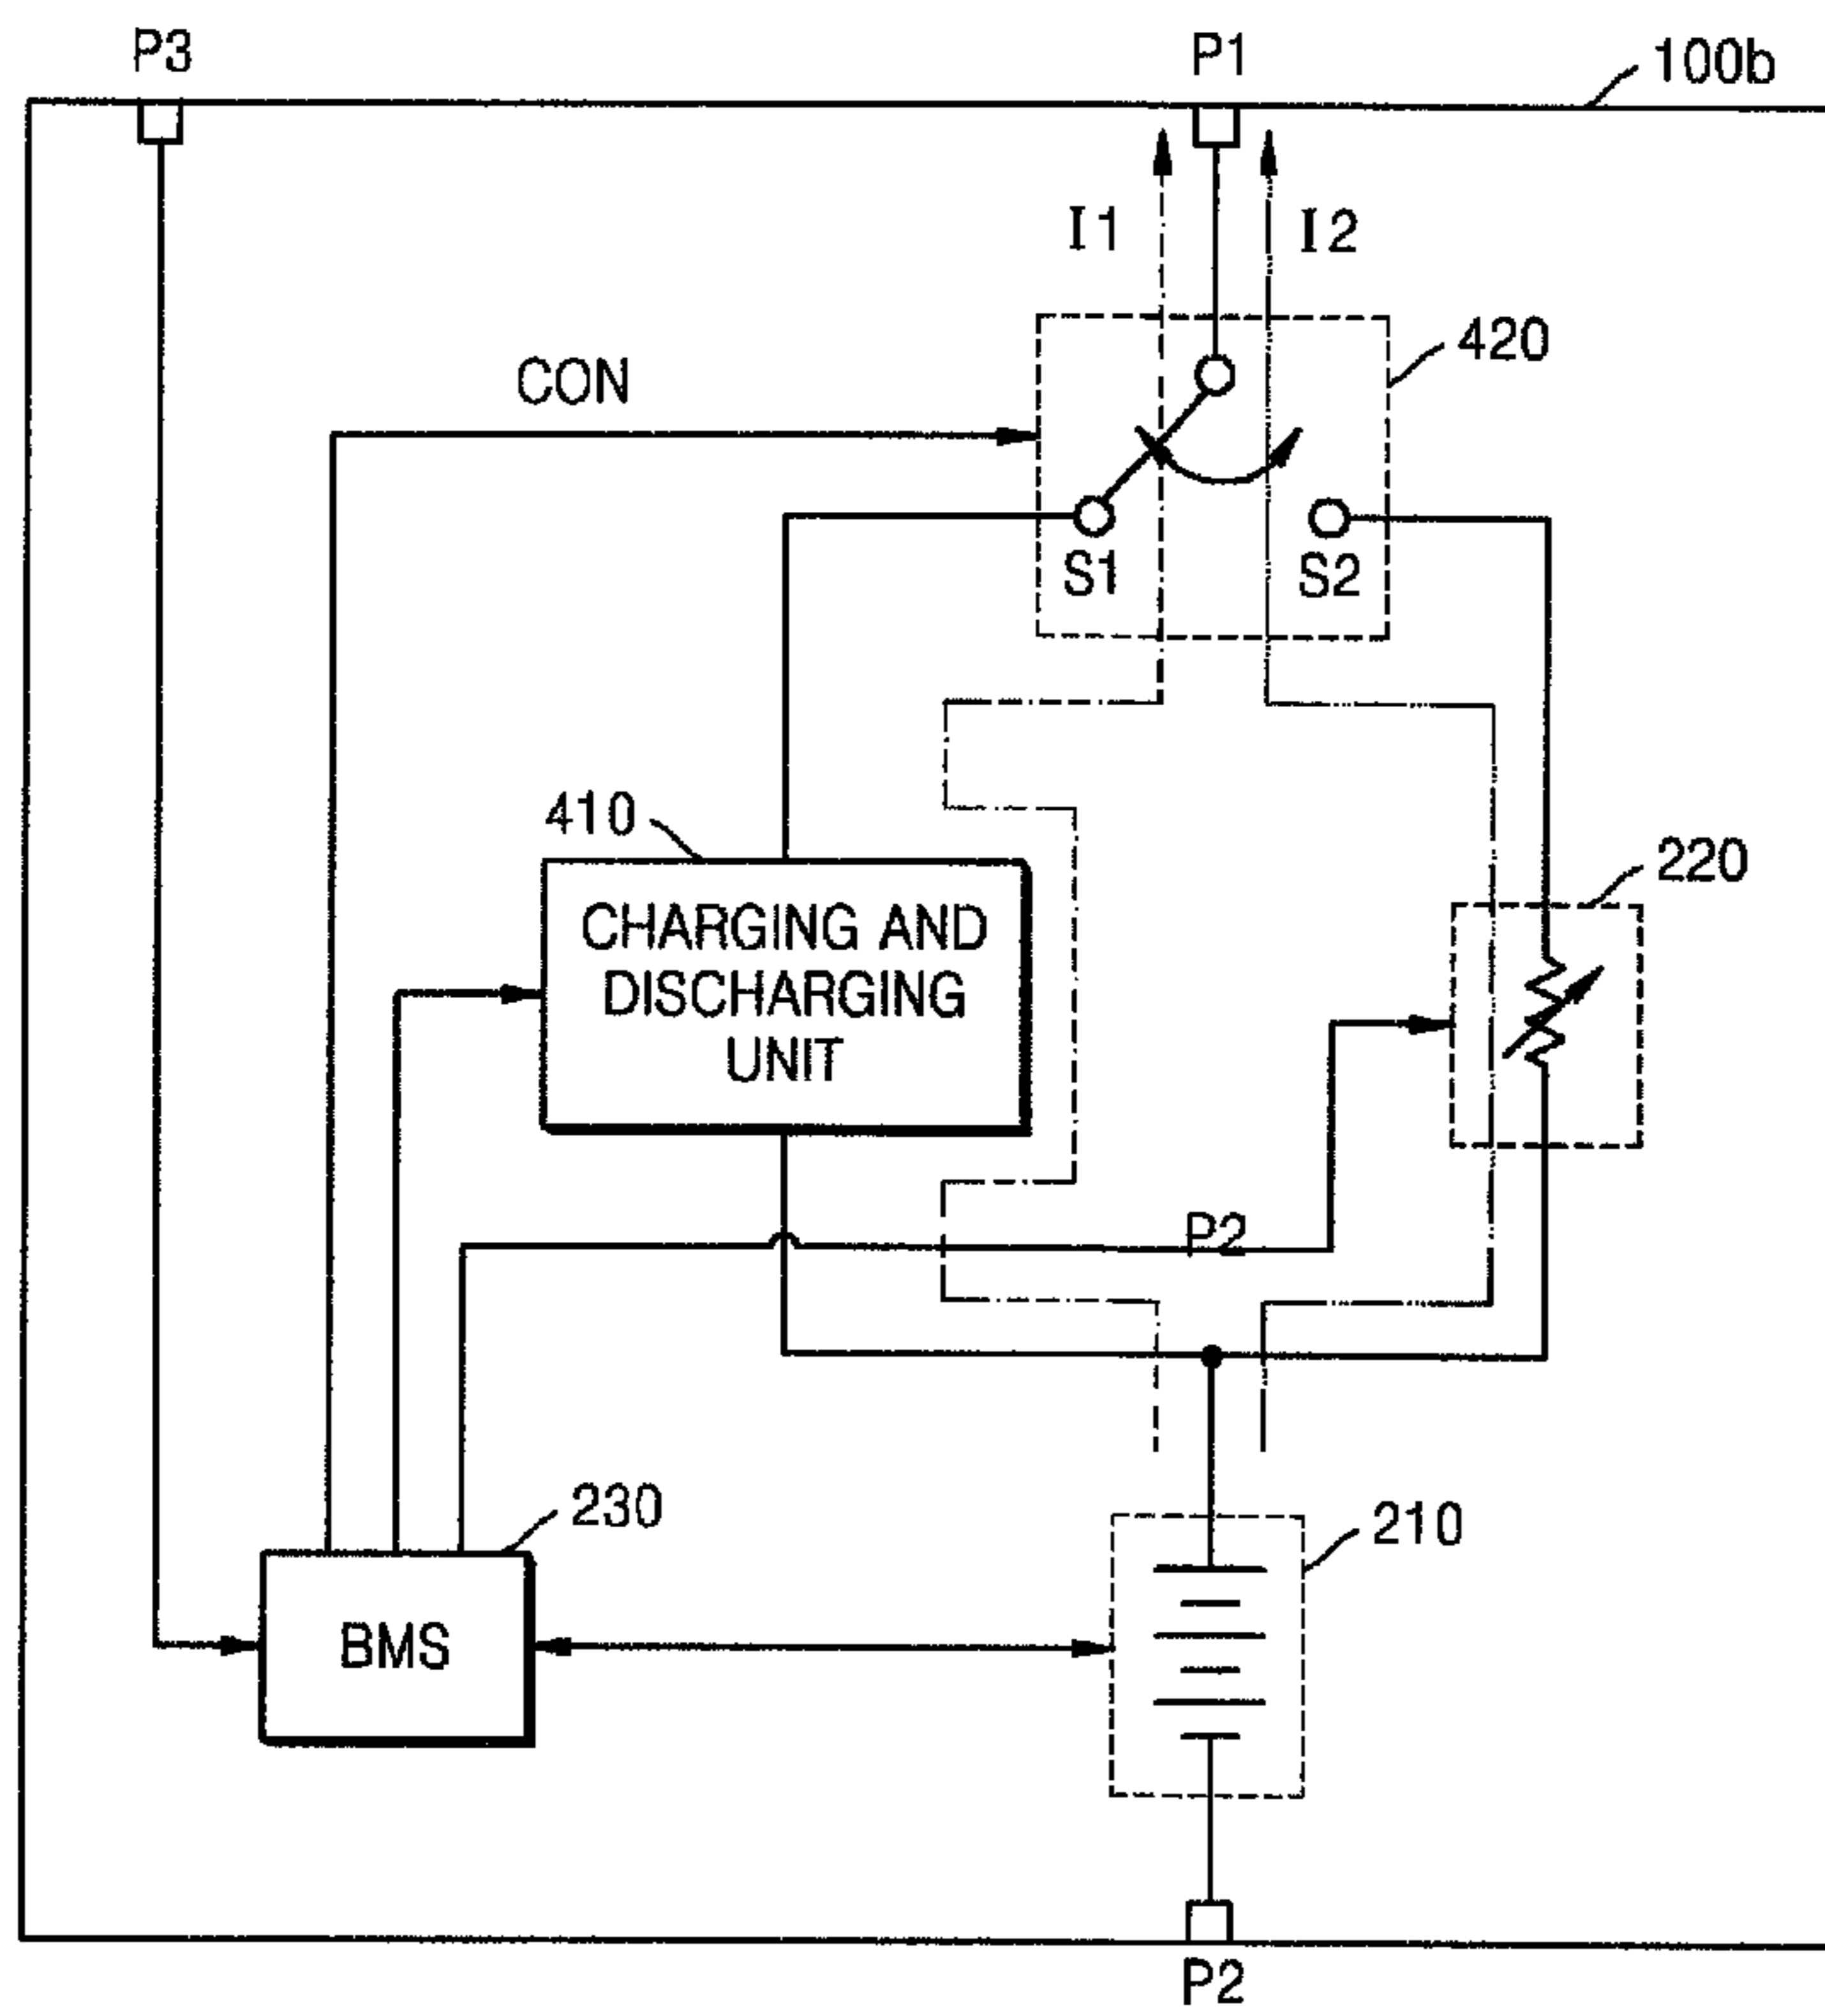 P3
P1
100b
I1
I2
420
CON
S1
S2
410
220
CHARGING AND
DISCHARGING
UNIT
P2
230
210
BMS
P2